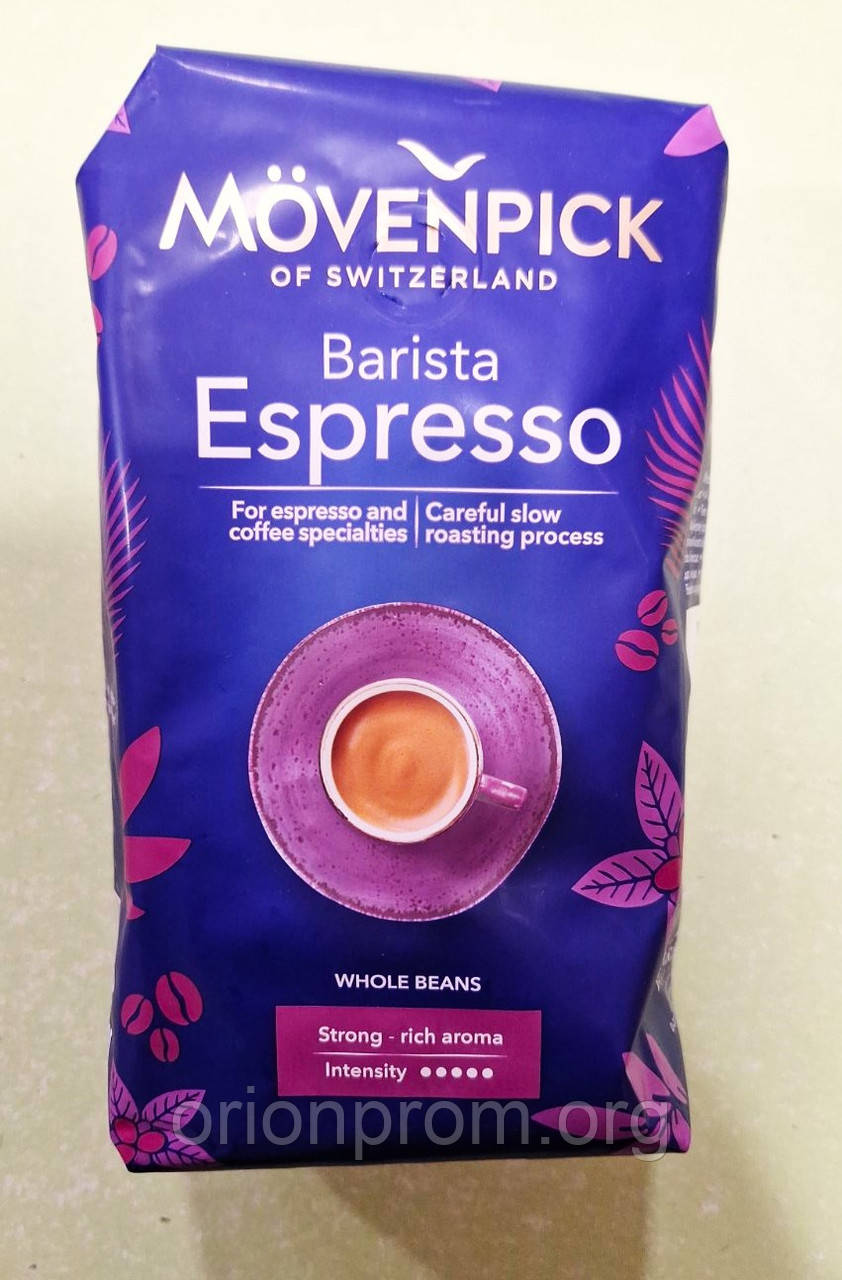 MÖVENPICK
OF SWITZERLAND
Barista
Espresso
For espresso and
coffee specialties
Careful slow
roasting process
WHOLE BEANS
Strong - rich aroma
Intensity
orionprom.org